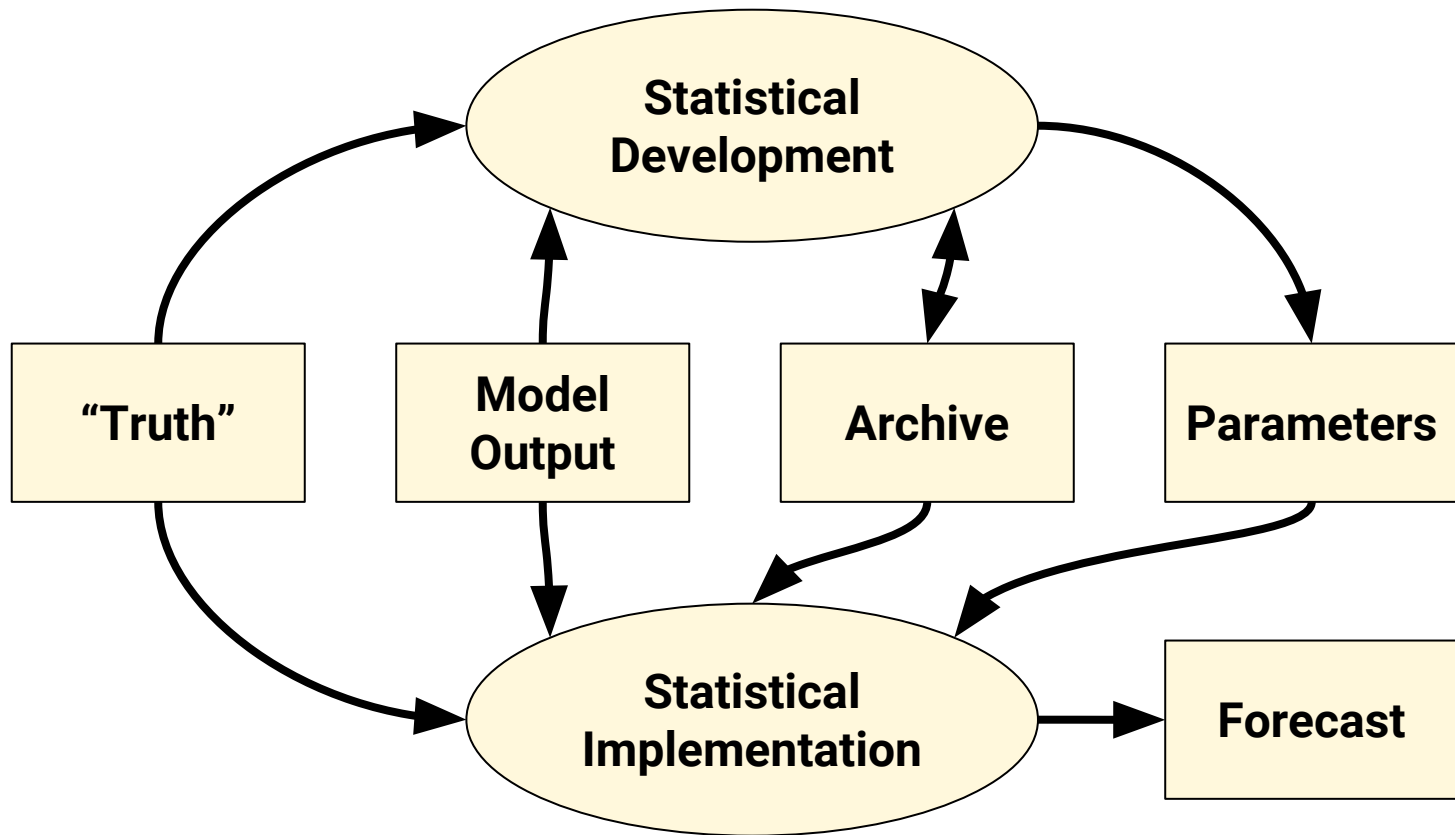 Statistical
Development
“Truth”
Model
Output
Archive
Parameters
Statistical
Implementation
Forecast